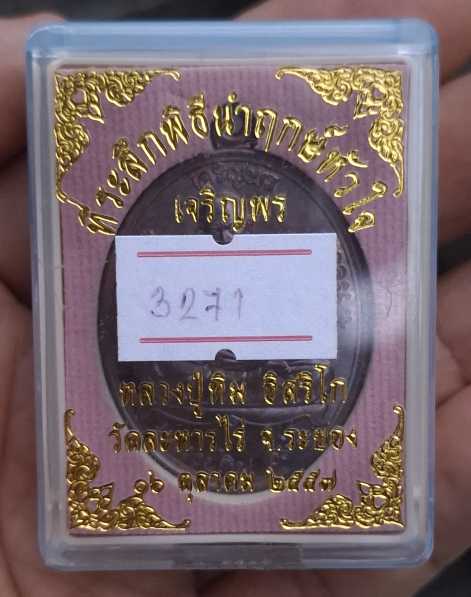 ที่ระลึกพิธีนำฤกษ์หัวใจ
เจริญพร
3271
หลวงปู่ทิม อิสริโก
วัดละหารไร่ จ.ระยอง
๑๖ ตุลาคม ๒๕๕๗